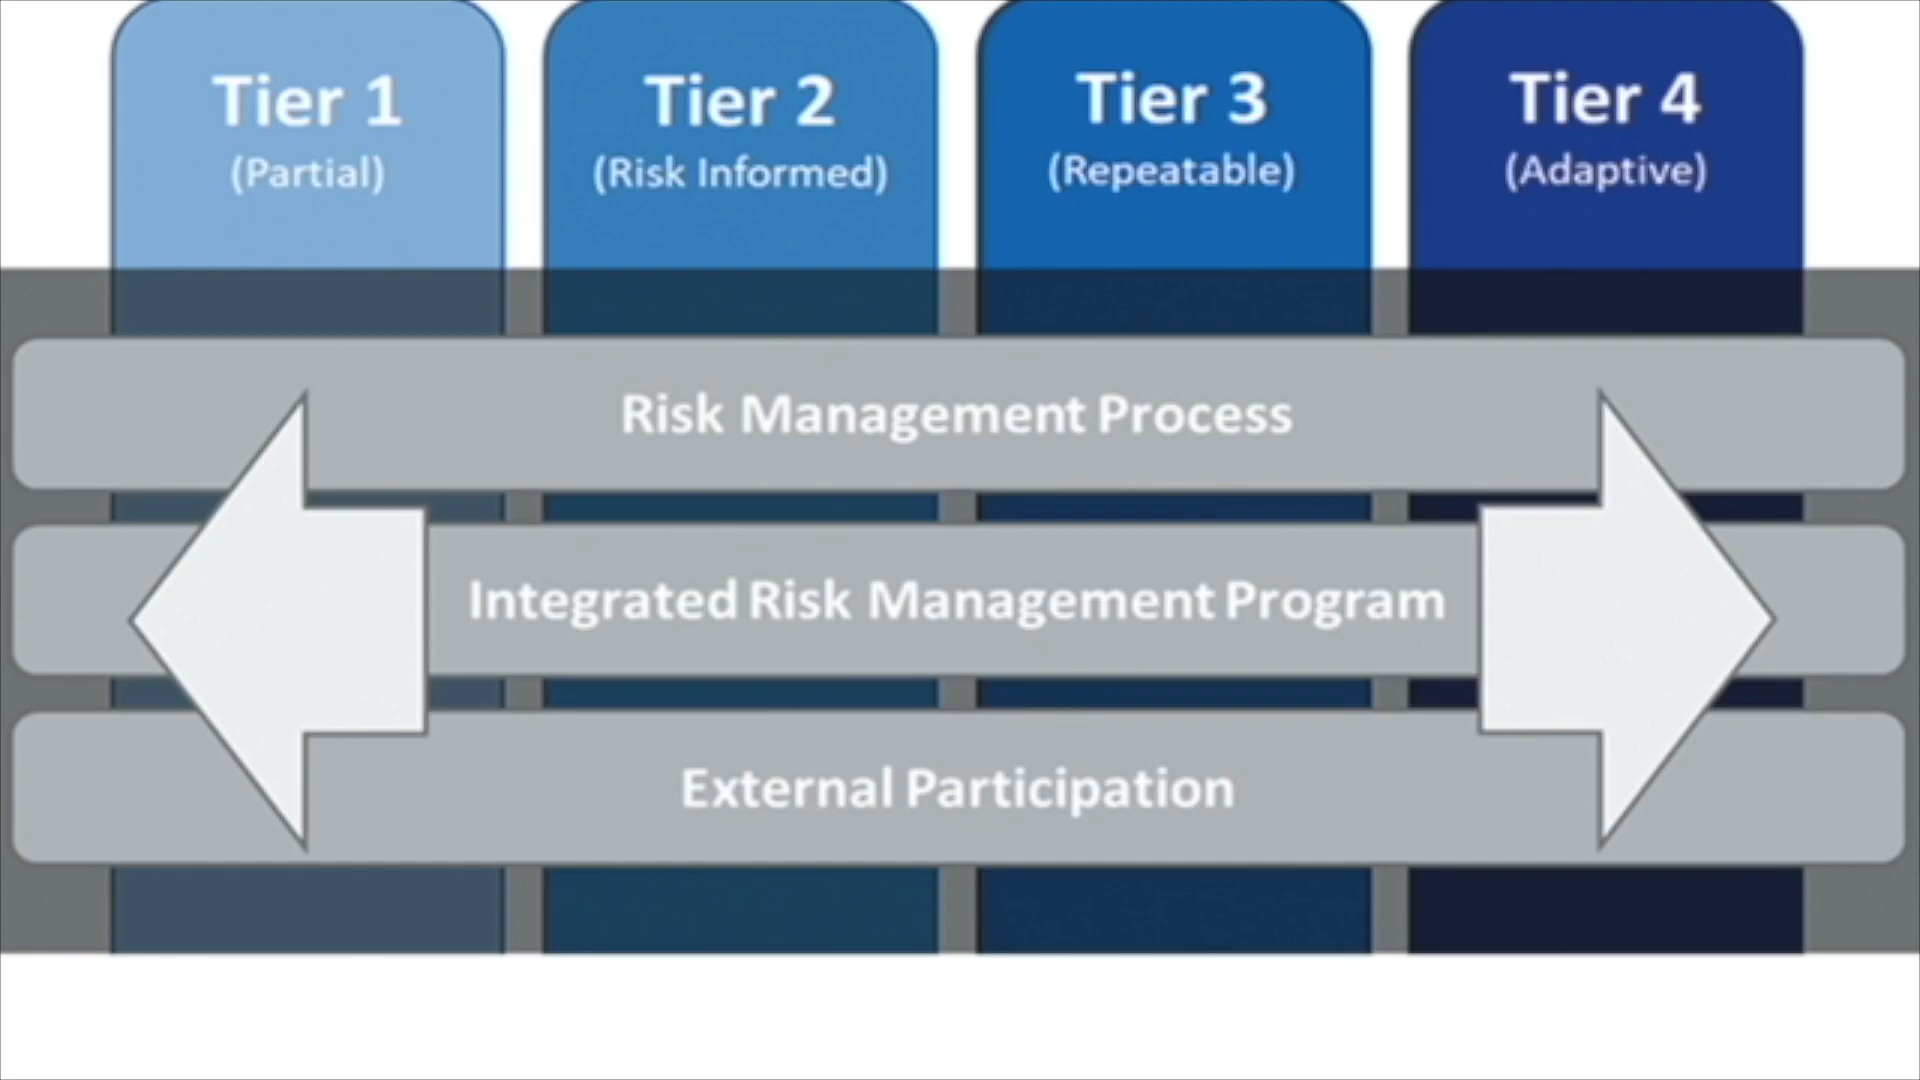 Tier 1
(Partial)
Tier 2
(Risk Informed)
Tier 3
(Repeatable)
Tier 4
(Adaptive)
Risk Management Process
Integrated Risk Management Program
External Participation